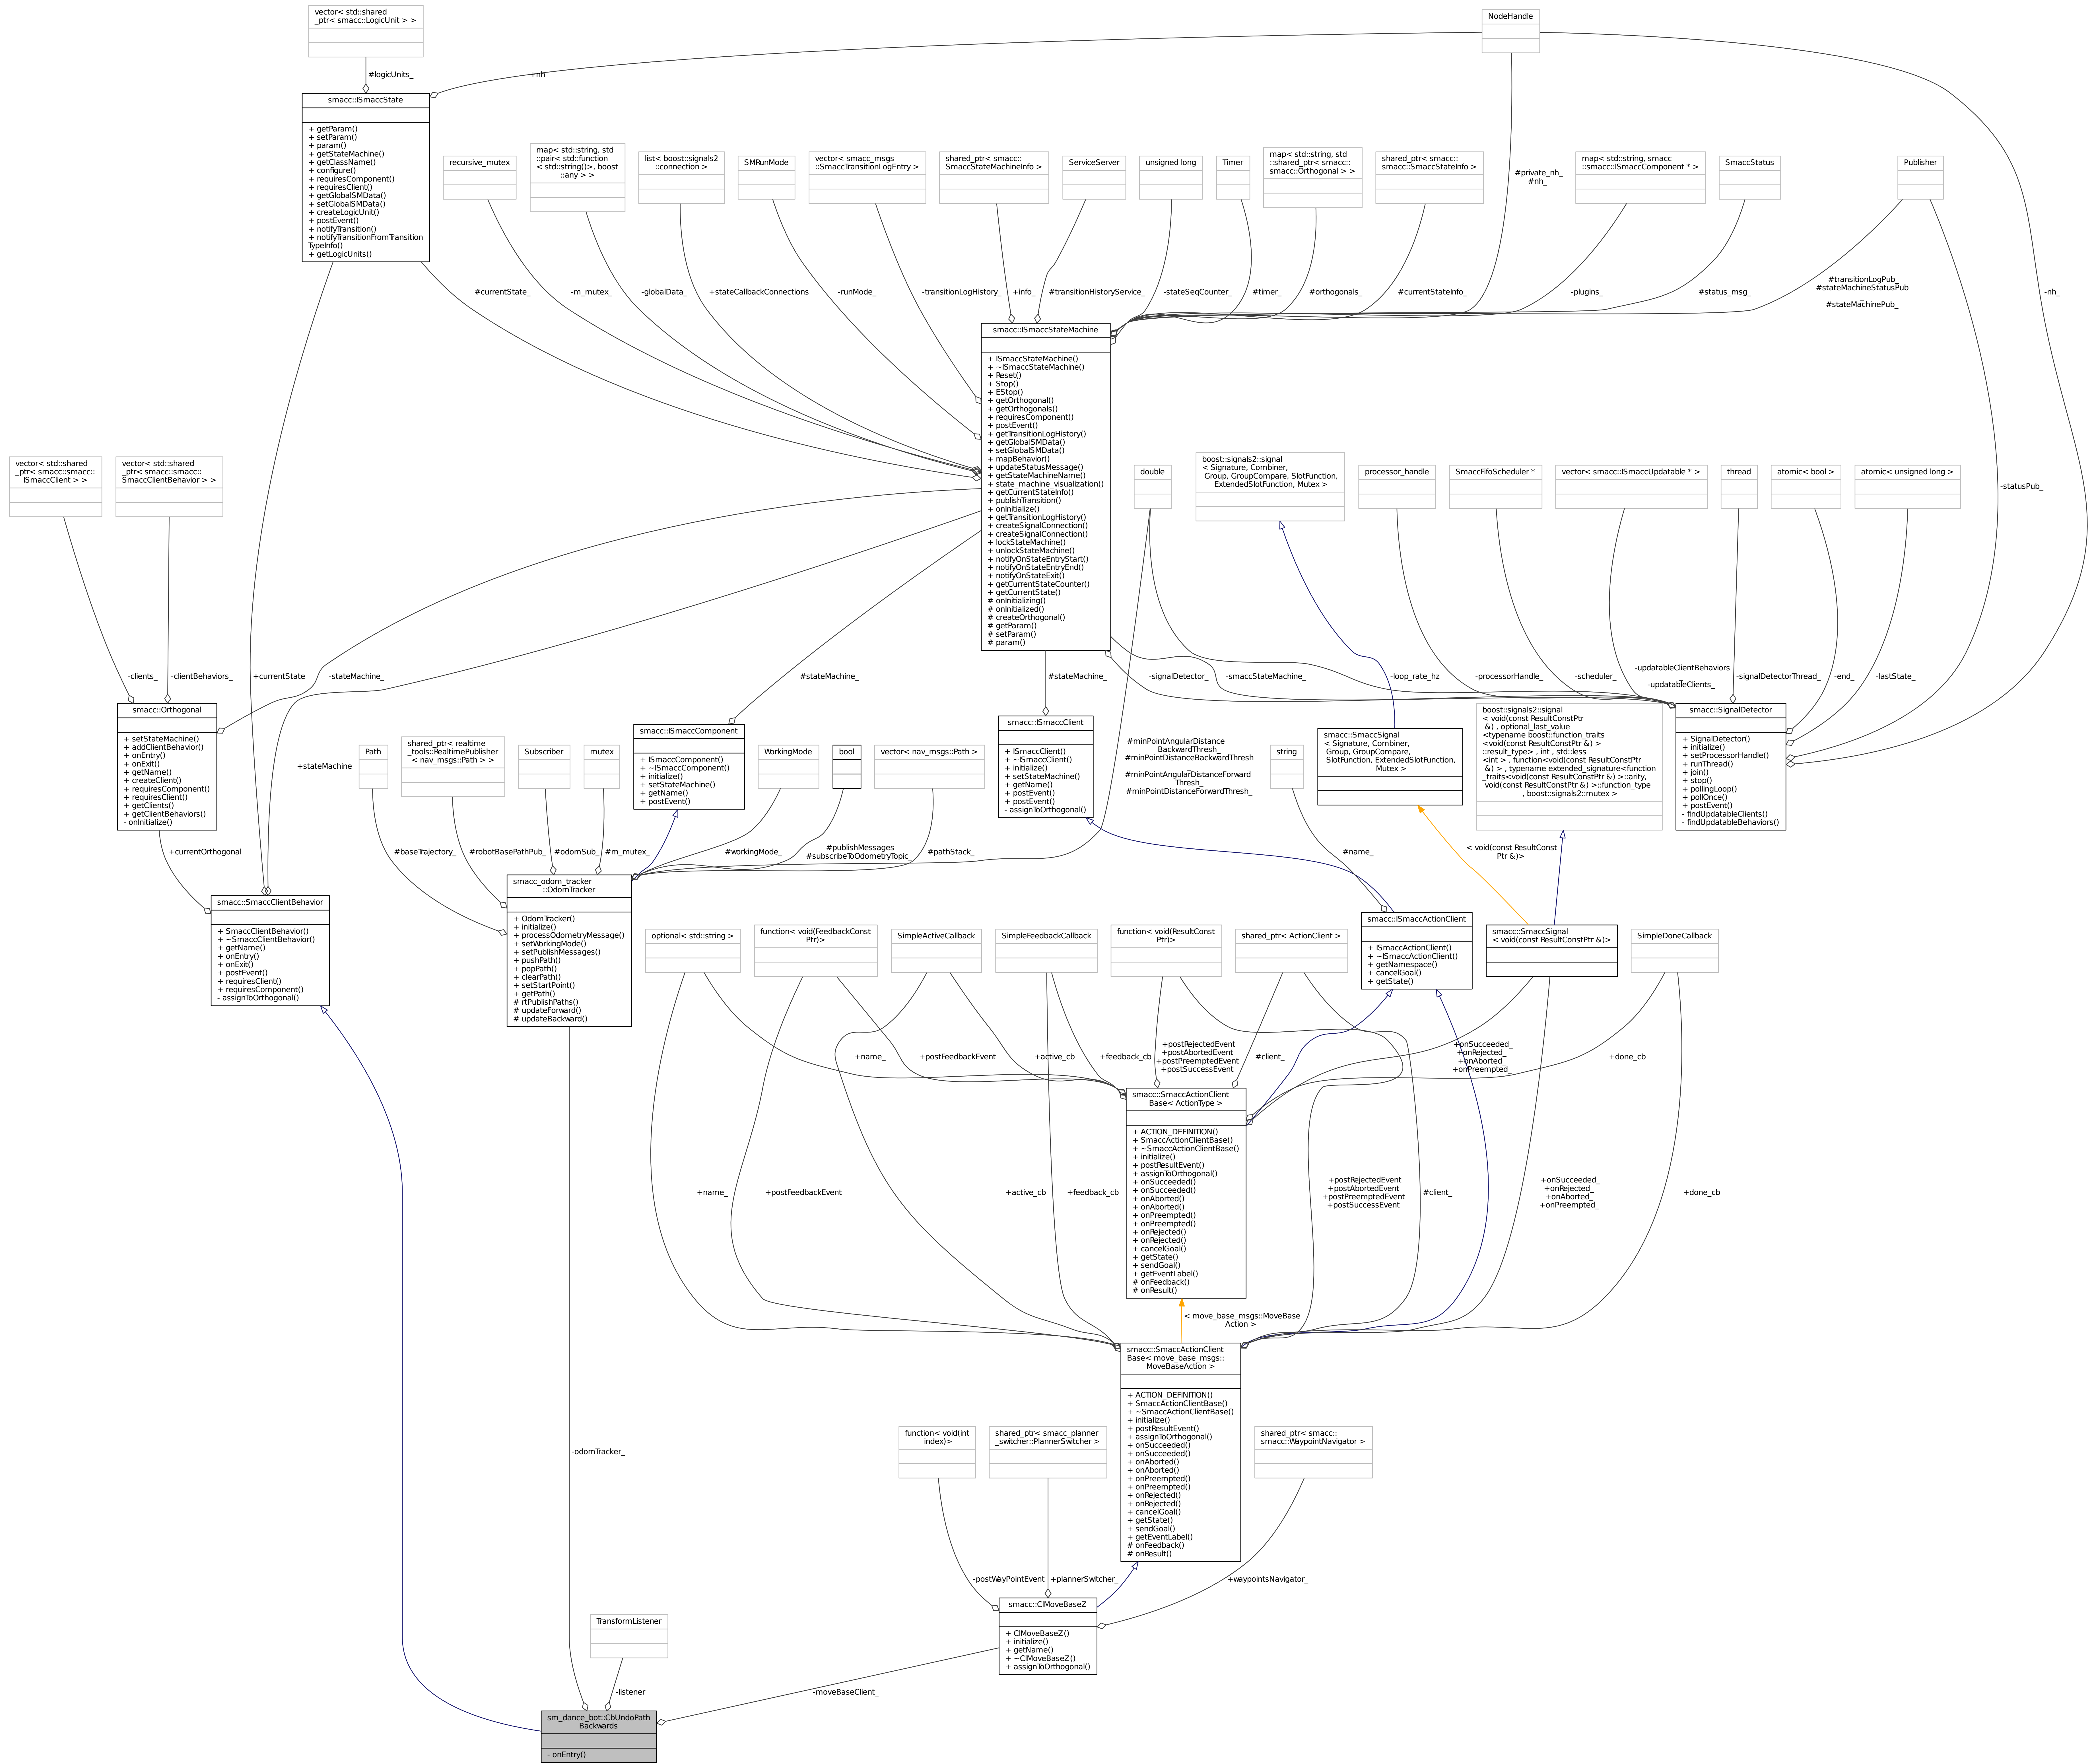 vector< std::shared
_ptr< smacc::LogicUnit > >
NodeHandle
#logicUnits_
+nh
smacc::ISmaccState
+ getParam()
+ setParam()
+ param()
+ getStateMachine()
+ getClassName()
+ configure()
+ requiresComponent()
+ requiresClient()
+ getGlobalSMData()
+ setGlobalSMData()
+ createLogicUnit()
+ postEvent()
+ notifyTransition()
+ notifyTransitionFromTransition
TypeInfo()
+ getLogicUnits()
recursive_mutex
map< std::string, std
::pair< std::function
< std::string()>, boost
::any > >
list< boost::signals2
::connection >
SMRunMode
vector< smacc_msgs
::SmaccTransitionLogEntry >
shared_ptr< smacc::
SmaccStateMachineInfo >
ServiceServer
unsigned long
Timer
map< std::string, std
::shared_ptr< smacc::
smacc::Orthogonal > >
shared_ptr< smacc::
smacc::SmaccStateInfo >
#private_nh_
#nh_
map< std::string, smacc
::smacc::ISmaccComponent * >
SmaccStatus
Publisher
#currentState_
-m_mutex_
-globalData_
+stateCallbackConnections
-runMode_
-transitionLogHistory_
+info_
#transitionHistoryService_
-stateSeqCounter_
#timer_
#orthogonals_
#currentStateInfo_
-plugins_
#status_msg_
#transitionLogPub_
#stateMachineStatusPub
_
#stateMachinePub_
-nh_
smacc::ISmaccStateMachine
+ ISmaccStateMachine()
+ ~ISmaccStateMachine()
+ Reset()
+ Stop()
+ EStop()
+ getOrthogonal()
+ getOrthogonals()
+ requiresComponent()
+ postEvent()
+ getTransitionLogHistory()
+ getGlobalSMData()
+ setGlobalSMData()
+ mapBehavior()
+ updateStatusMessage()
+ getStateMachineName()
+ state_machine_visualization()
+ getCurrentStateInfo()
+ publishTransition()
+ onInitialize()
+ getTransitionLogHistory()
+ createSignalConnection()
+ createSignalConnection()
+ lockStateMachine()
+ unlockStateMachine()
+ notifyOnStateEntryStart()
+ notifyOnStateEntryEnd()
+ notifyOnStateExit()
+ getCurrentStateCounter()
+ getCurrentState()
# onInitializing()
# onInitialized()
# createOrthogonal()
# getParam()
# setParam()
# param()
vector< std::shared
_ptr< smacc::smacc::
ISmaccClient > >
vector< std::shared
_ptr< smacc::smacc::
SmaccClientBehavior > >
double
boost::signals2::signal
< Signature, Combiner,
Group, GroupCompare, SlotFunction,
ExtendedSlotFunction, Mutex >
processor_handle
SmaccFifoScheduler *
vector< smacc::ISmaccUpdatable * >
thread
atomic< bool >
atomic< unsigned long >
-statusPub_
-clients_
-clientBehaviors_
+currentState
-stateMachine_
#stateMachine_
#stateMachine_
-signalDetector_
-smaccStateMachine_
-loop_rate_hz
-processorHandle_
-scheduler_
-updatableClientBehaviors
_
-updatableClients_
-signalDetectorThread_
-end_
-lastState_
smacc::Orthogonal
+ setStateMachine()
+ addClientBehavior()
+ onEntry()
+ onExit()
+ getName()
+ createClient()
+ requiresComponent()
+ requiresClient()
+ getClients()
+ getClientBehaviors()
- onInitialize()
+stateMachine
Path
shared_ptr< realtime
_tools::RealtimePublisher
< nav_msgs::Path > >
Subscriber
mutex
smacc::ISmaccComponent
+ ISmaccComponent()
+ ~ISmaccComponent()
+ initialize()
+ setStateMachine()
+ getName()
+ postEvent()
WorkingMode
bool
vector< nav_msgs::Path >
smacc::ISmaccClient
+ ISmaccClient()
+ ~ISmaccClient()
+ initialize()
+ setStateMachine()
+ getName()
+ postEvent()
+ postEvent()
- assignToOrthogonal()
#minPointAngularDistance
BackwardThresh_
#minPointDistanceBackwardThresh
_
#minPointAngularDistanceForward
Thresh_
#minPointDistanceForwardThresh_
string
smacc::SmaccSignal
< Signature, Combiner,
Group, GroupCompare,
SlotFunction, ExtendedSlotFunction,
Mutex >
boost::signals2::signal
< void(const ResultConstPtr
&) , optional_last_value
<typename boost::function_traits
<void(const ResultConstPtr &) >
::result_type> , int , std::less
<int > , function<void(const ResultConstPtr
&) > , typename extended_signature<function
_traits<void(const ResultConstPtr &) >::arity,
void(const ResultConstPtr &) >::function_type
, boost::signals2::mutex >
smacc::SignalDetector
+ SignalDetector()
+ initialize()
+ setProcessorHandle()
+ runThread()
+ join()
+ stop()
+ pollingLoop()
+ pollOnce()
+ postEvent()
- findUpdatableClients()
- findUpdatableBehaviors()
+currentOrthogonal
#baseTrajectory_
#robotBasePathPub_
#odomSub_
#m_mutex_
#workingMode_
#publishMessages
#subscribeToOdometryTopic_
#pathStack_
#name_
< void(const ResultConst
Ptr &)>
smacc::SmaccClientBehavior
+ SmaccClientBehavior()
+ ~SmaccClientBehavior()
+ getName()
+ onEntry()
+ onExit()
+ postEvent()
+ requiresClient()
+ requiresComponent()
- assignToOrthogonal()
smacc_odom_tracker
::OdomTracker
+ OdomTracker()
+ initialize()
+ processOdometryMessage()
+ setWorkingMode()
+ setPublishMessages()
+ pushPath()
+ popPath()
+ clearPath()
+ setStartPoint()
+ getPath()
# rtPublishPaths()
# updateForward()
# updateBackward()
optional< std::string >
function< void(FeedbackConst
Ptr)>
SimpleActiveCallback
SimpleFeedbackCallback
function< void(ResultConst
Ptr)>
shared_ptr< ActionClient >
smacc::ISmaccActionClient
+ ISmaccActionClient()
+ ~ISmaccActionClient()
+ getNamespace()
+ cancelGoal()
+ getState()
smacc::SmaccSignal
< void(const ResultConstPtr &)>
SimpleDoneCallback
+name_
+postFeedbackEvent
+active_cb
+feedback_cb
+postRejectedEvent
+postAbortedEvent
+postPreemptedEvent
+postSuccessEvent
#client_
+onSucceeded_
+onRejected_
+onAborted_
+onPreempted_
+done_cb
smacc::SmaccActionClient
Base< ActionType >
+ ACTION_DEFINITION()
+ SmaccActionClientBase()
+ ~SmaccActionClientBase()
+ initialize()
+ postResultEvent()
+ assignToOrthogonal()
+ onSucceeded()
+ onSucceeded()
+ onAborted()
+ onAborted()
+ onPreempted()
+ onPreempted()
+ onRejected()
+ onRejected()
+ cancelGoal()
+ getState()
+ sendGoal()
+ getEventLabel()
# onFeedback()
# onResult()
+name_
+postFeedbackEvent
+active_cb
+feedback_cb
+postRejectedEvent
+postAbortedEvent
+postPreemptedEvent
+postSuccessEvent
#client_
+onSucceeded_
+onRejected_
+onAborted_
+onPreempted_
+done_cb
< move_base_msgs::MoveBase
Action >
smacc::SmaccActionClient
Base< move_base_msgs::
MoveBaseAction >
+ ACTION_DEFINITION()
+ SmaccActionClientBase()
+ ~SmaccActionClientBase()
+ initialize()
+ postResultEvent()
+ assignToOrthogonal()
+ onSucceeded()
+ onSucceeded()
+ onAborted()
+ onAborted()
+ onPreempted()
+ onPreempted()
+ onRejected()
+ onRejected()
+ cancelGoal()
+ getState()
+ sendGoal()
+ getEventLabel()
# onFeedback()
# onResult()
-odomTracker_
function< void(int
index)>
shared_ptr< smacc_planner
_switcher::PlannerSwitcher >
shared_ptr< smacc::
smacc::WaypointNavigator >
-postWayPointEvent
+plannerSwitcher_
+waypointsNavigator_
smacc::ClMoveBaseZ
+ ClMoveBaseZ()
+ initialize()
+ getName()
+ ~ClMoveBaseZ()
+ assignToOrthogonal()
TransformListener
-listener
-moveBaseClient_
sm_dance_bot::CbUndoPath
Backwards
- onEntry()